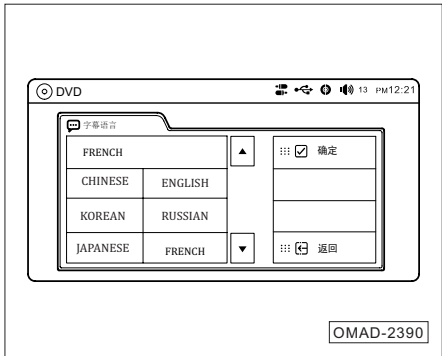 DVD 13 PM12:21
字幕语言
FRENCH 确定
CHINESE ENGLISH
KOREAN RUSSIAN
JAPANESE FRENCH 返回
OMAD-2390